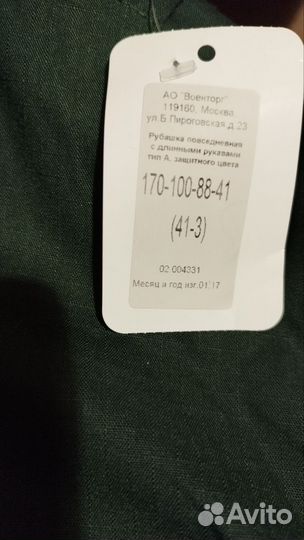 АО "Военторг"
119160, Москва,
ул.Б.Пироговская,д.23
Рубашка повседневная
с длинными рукавами
тип А, защитного цвета
170-100-88-41
(41-3)
02 004331
Месяц и год изг.01.17
Avito